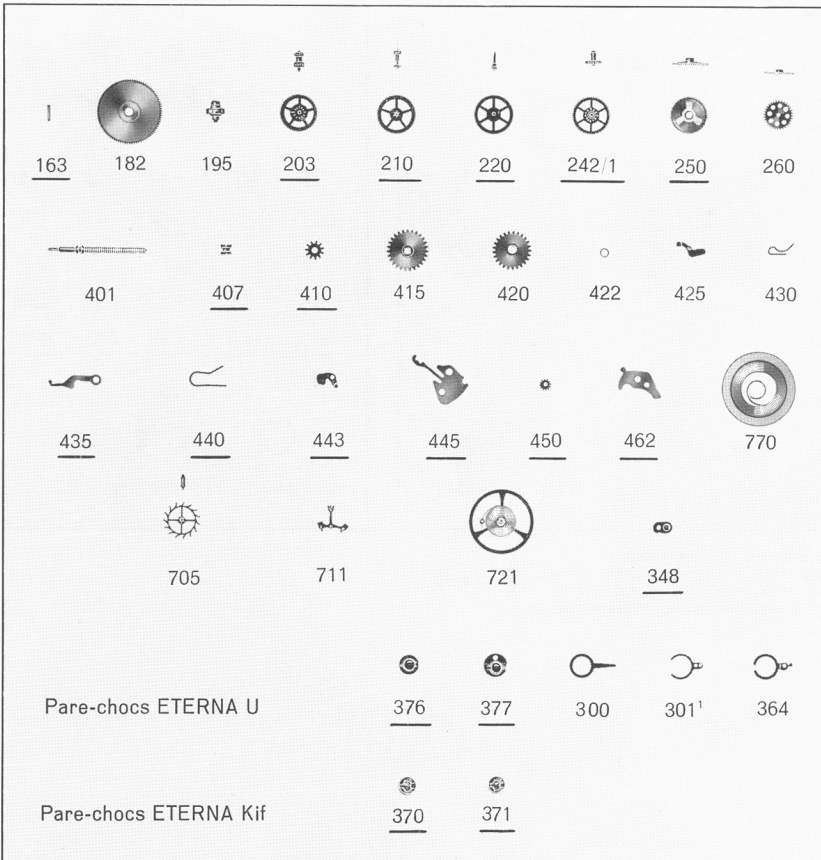 163 182 195 203 210 220 242/1 250 260
401 407 410 415 420 422 425 430
435 440 443 445 450 462 770
705 711 721 348
Pare-chocs ETERNA U 376 377 300 301¹ 364
Pare-chocs ETERNA Kif 370 371